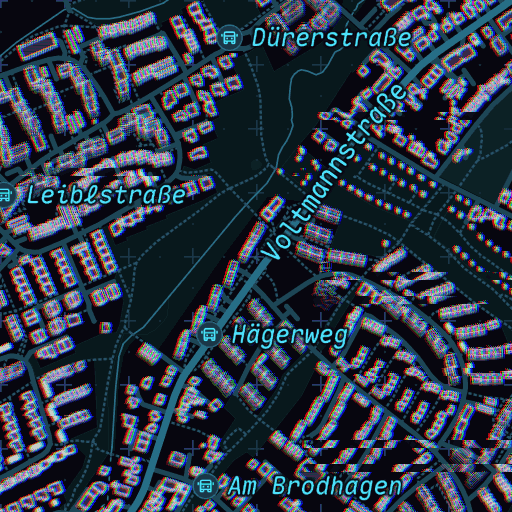 Dürerstraße
Voltmannstraße
Leibℓstraße
Hägerweg
Am Brodhagen